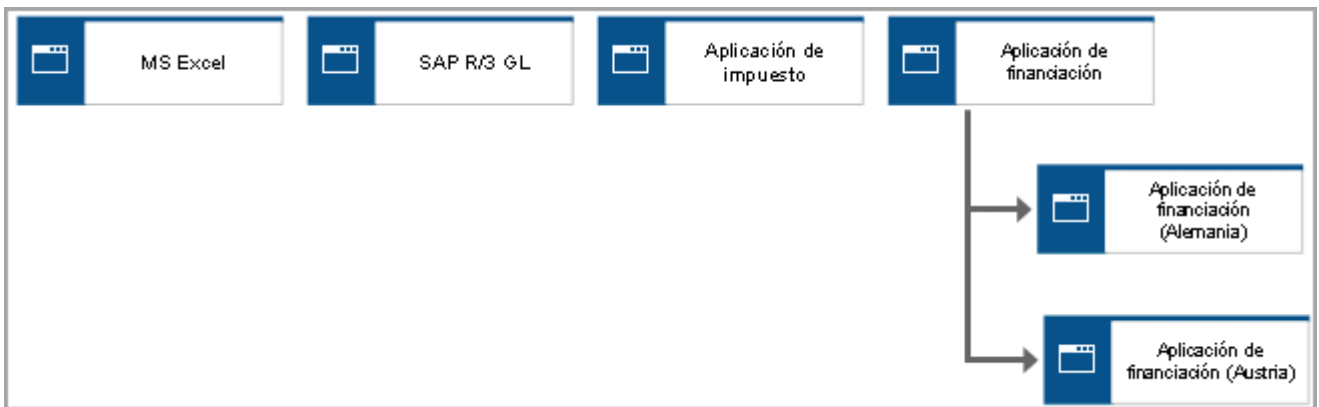 MS Excel
SAP R/3 GL
Aplicación de
impuesto
Aplicación de
financiación
Aplicación de
financiación
(Alemania)
Aplicación de
financiación (Austria)